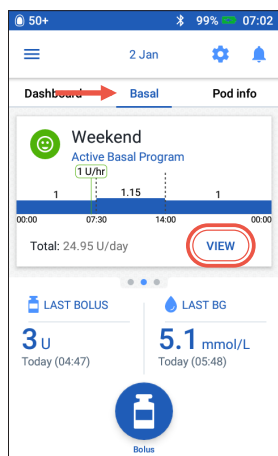 50+ 99% 07:02
2 Jan
Dashboard Basal Pod info
Weekend
Active Basal Program
1 U/hr
1 1.15 1
00:00 07:30 14:00 00:00
Total: 24.95 U/day VIEW
LAST BOLUS LAST BG
3 U 5.1 mmol/L
Today (04:47) Today (05:48)
Bolus